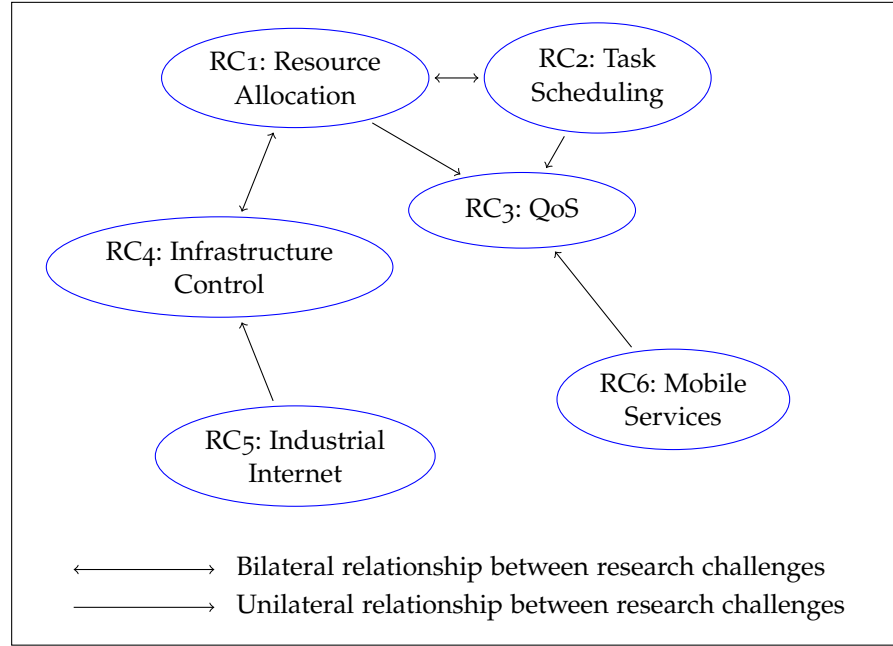 RC1: Resource
Allocation
RC2: Task
Scheduling
RC3: QoS
RC4: Infrastructure
Control
RC6: Mobile
Services
RC5: Industrial
Internet
Bilateral relationship between research challenges
Unilateral relationship between research challenges